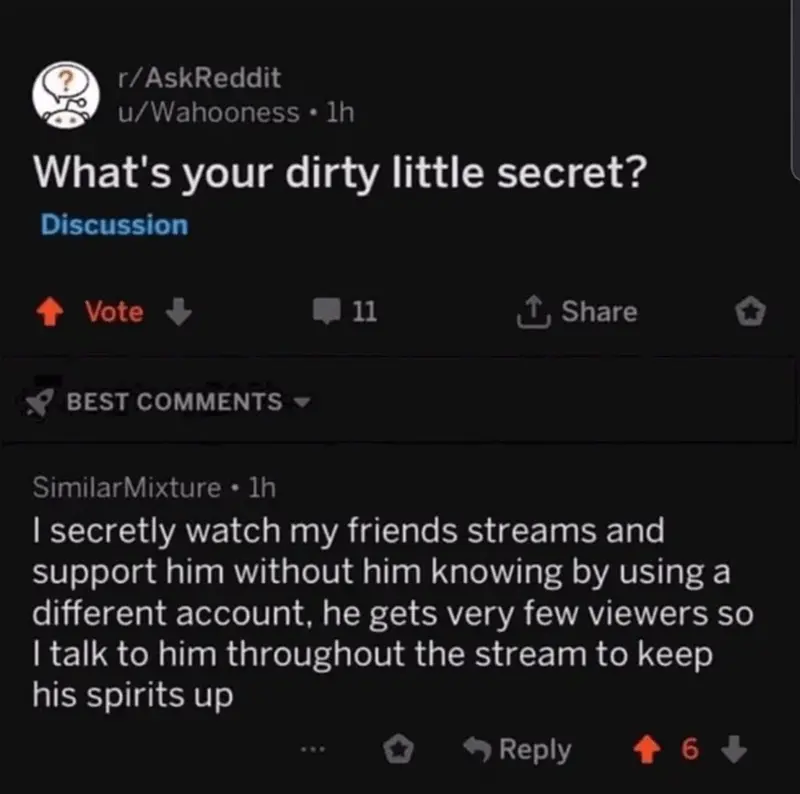 r/AskReddit
u/Wahooness • 1h
What's your dirty little secret?
Discussion
Vote
11
Share
BEST COMMENTS
SimilarMixture • 1h
I secretly watch my friends streams and
support him without him knowing by using a
different account, he gets very few viewers so
I talk to him throughout the stream to keep
his spirits up
... Reply 6